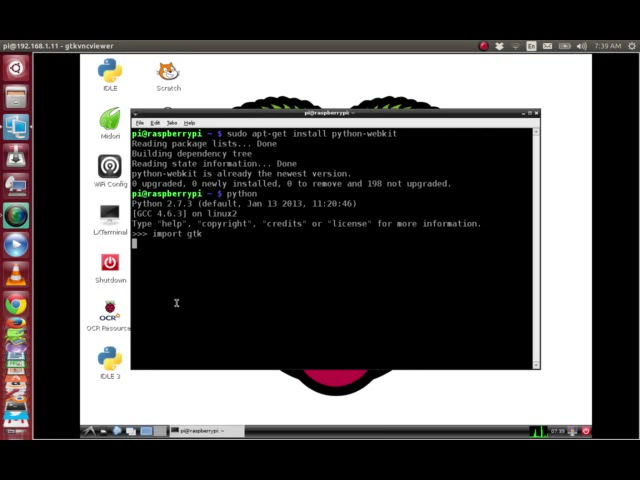 pi@192.168.1.11 - gtkvncviewer
En
7:39 AM
IDLE
Scratch
Midori
WiFi Config
LXTerminal
Shutdown
OCR Resource
IDLE 3
pi@raspberrypi: ~
File Edit Tabs Help
pi@raspberrypi ~ $ sudo apt-get install python-webkit
Reading package lists... Done
Building dependency tree
Reading state information... Done
python-webkit is already the newest version.
0 upgraded, 0 newly installed, 0 to remove and 198 not upgraded.
pi@raspberrypi ~ $ python
Python 2.7.3 (default, Jan 13 2013, 11:20:46)
[GCC 4.6.3] on linux2
Type "help", "copyright", "credits" or "license" for more information.
>>> import gtk
OCR
pi@raspberrypi: ~
07:39